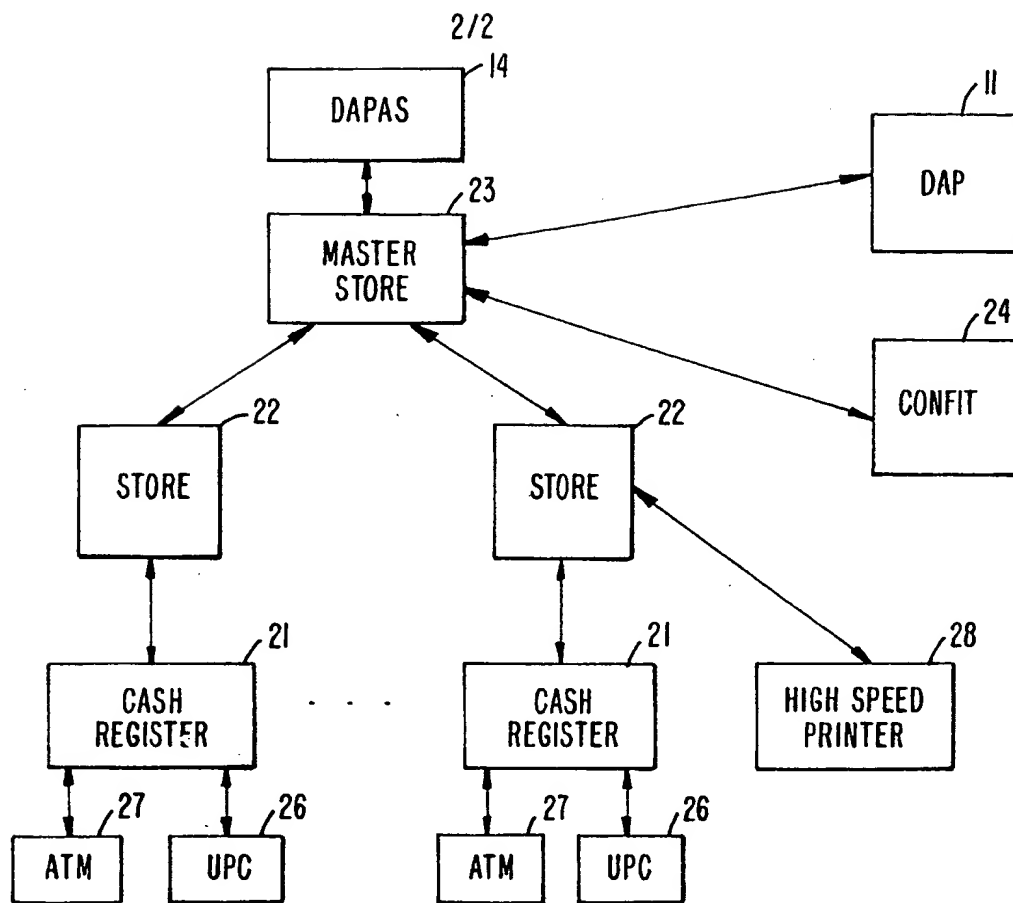 2/2
14
DAPAS
11
DAP
23
MASTER
STORE
24
CONFIT
22
STORE
22
STORE
21
CASH
REGISTER
. . .
21
CASH
REGISTER
28
HIGH SPEED
PRINTER
27
ATM
26
UPC
27
ATM
26
UPC